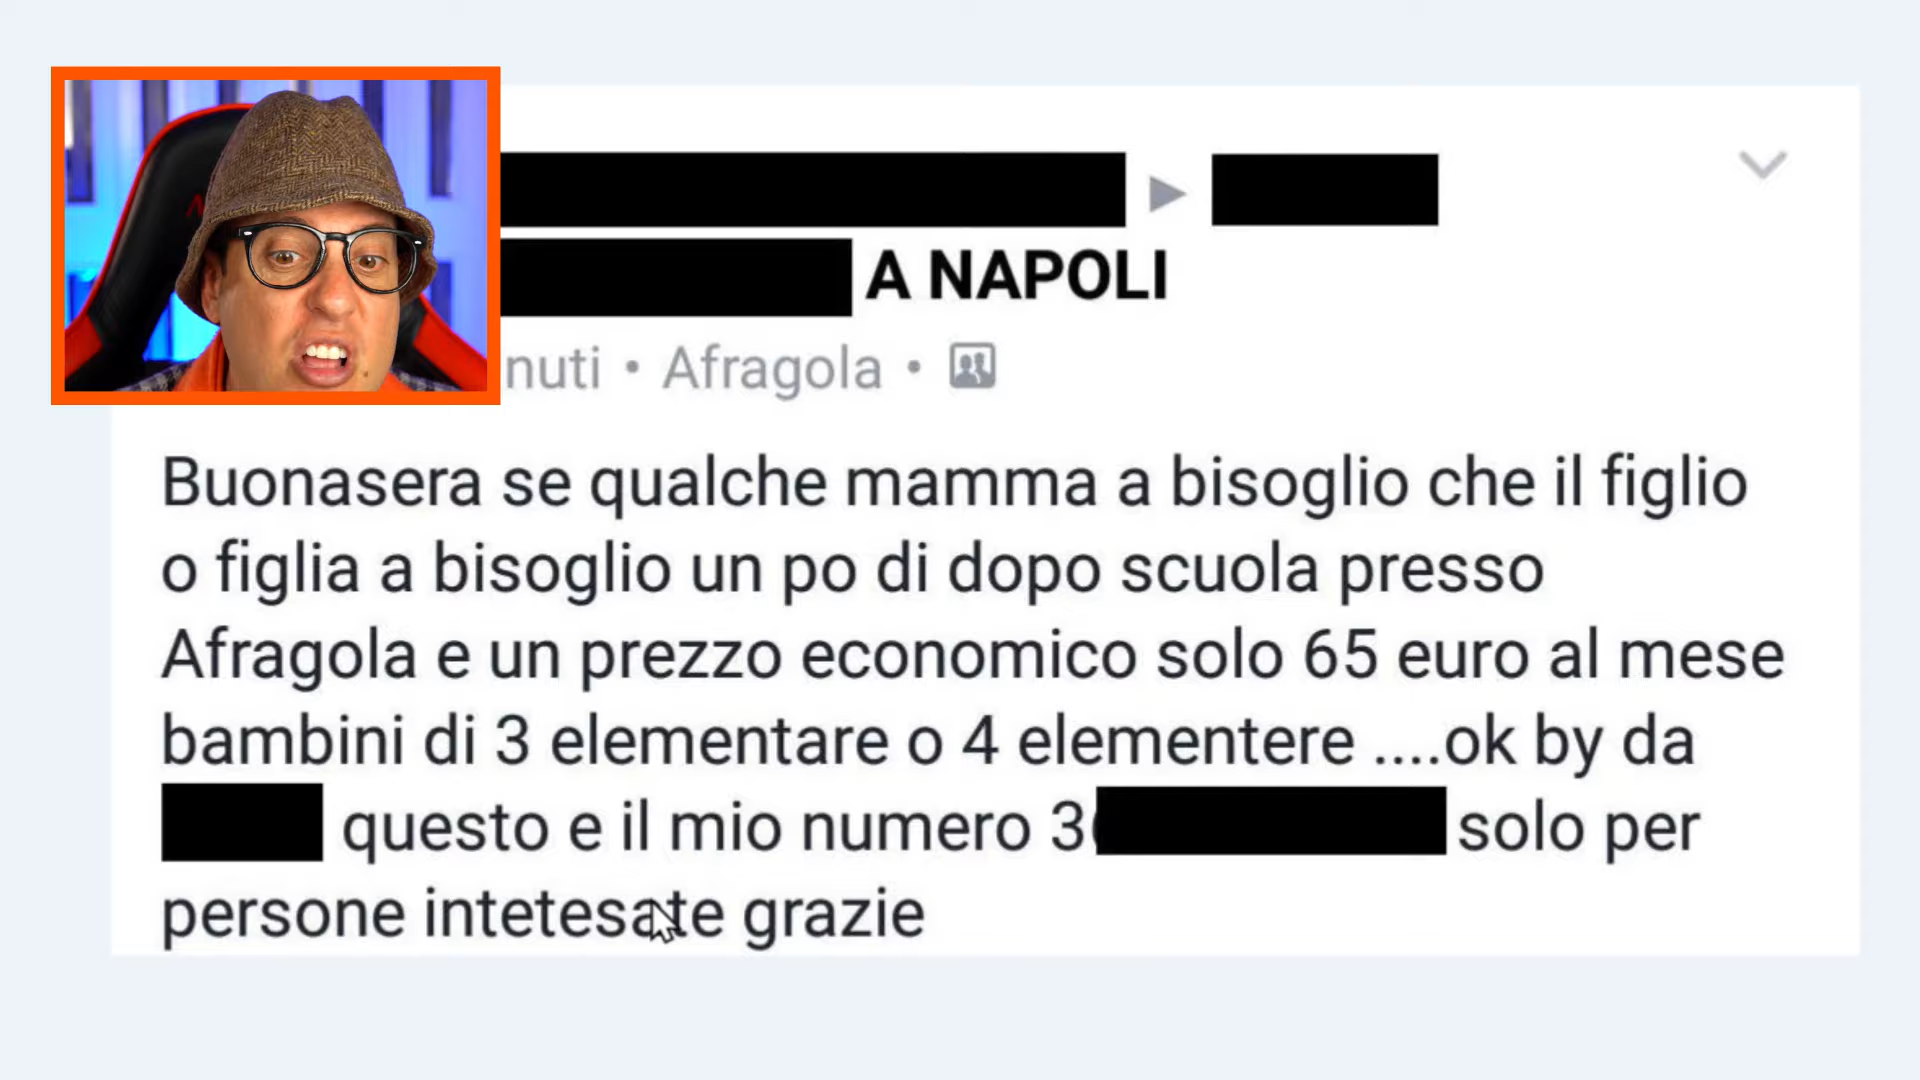 A NAPOLI
nuti • Afragola •
Buonasera se qualche mamma a bisoglio che il figlio
o figlia a bisoglio un po di dopo scuola presso
Afragola e un prezzo economico solo 65 euro al mese
bambini di 3 elementare o 4 elementere ....ok by da
questo e il mio numero 3 solo per
persone intetesate grazie